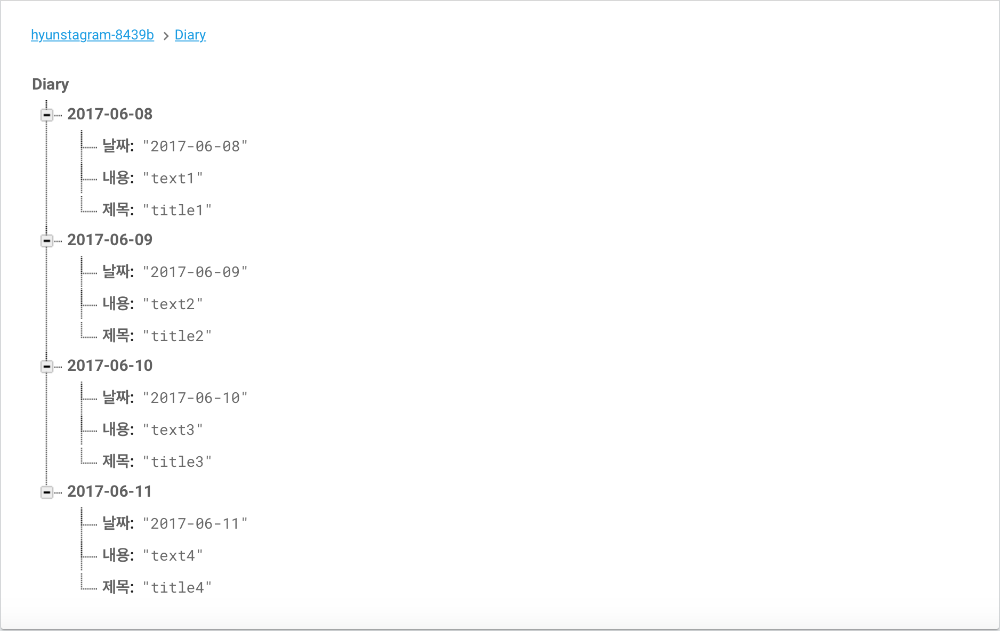 hyunstagram-8439b > Diary
Diary
2017-06-08
날짜: "2017-06-08"
내용: "text1"
제목: "title1"
2017-06-09
날짜: "2017-06-09"
내용: "text2"
제목: "title2"
2017-06-10
날짜: "2017-06-10"
내용: "text3"
제목: "title3"
2017-06-11
날짜: "2017-06-11"
내용: "text4"
제목: "title4"